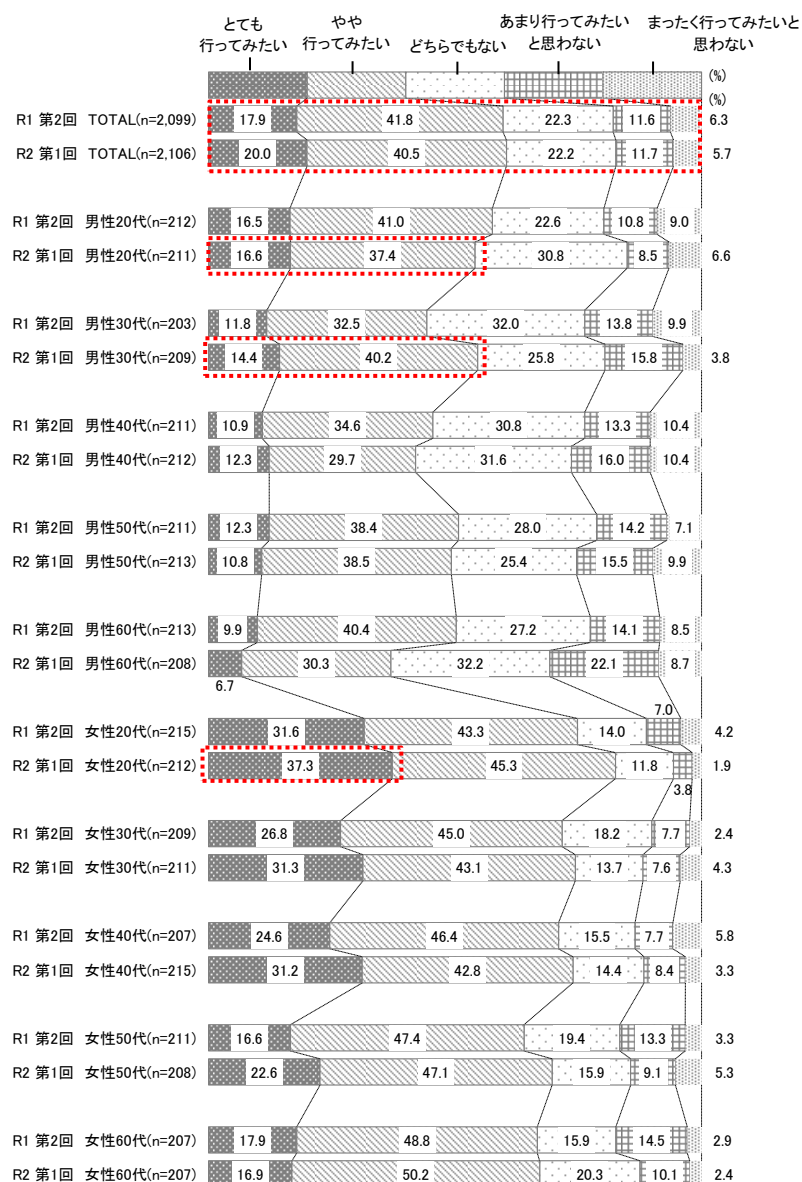 とても
行ってみたい
やや
行ってみたい
どちらでもない
あまり行ってみたい
と思わない
まったく行ってみたいと
思わない
(%)
(%)
R1 第2回 TOTAL(n=2,099) 17.9 41.8 22.3 11.6 6.3
R2 第1回 TOTAL(n=2,106) 20.0 40.5 22.2 11.7 5.7
R1 第2回 男性20代(n=212) 16.5 41.0 22.6 10.8 9.0
R2 第1回 男性20代(n=211) 16.6 37.4 30.8 8.5 6.6
R1 第2回 男性30代(n=203) 11.8 32.5 32.0 13.8 9.9
R2 第1回 男性30代(n=209) 14.4 40.2 25.8 15.8 3.8
R1 第2回 男性40代(n=211) 10.9 34.6 30.8 13.3 10.4
R2 第1回 男性40代(n=212) 12.3 29.7 31.6 16.0 10.4
R1 第2回 男性50代(n=211) 12.3 38.4 28.0 14.2 7.1
R2 第1回 男性50代(n=213) 10.8 38.5 25.4 15.5 9.9
R1 第2回 男性60代(n=213) 9.9 40.4 27.2 14.1 8.5
R2 第1回 男性60代(n=208) 30.3 32.2 22.1 8.7
6.7
7.0
R1 第2回 女性20代(n=215) 31.6 43.3 14.0 4.2
R2 第1回 女性20代(n=212) 37.3 45.3 11.8 1.9
3.8
R1 第2回 女性30代(n=209) 26.8 45.0 18.2 7.7 2.4
R2 第1回 女性30代(n=211) 31.3 43.1 13.7 7.6 4.3
R1 第2回 女性40代(n=207) 24.6 46.4 15.5 7.7 5.8
R2 第1回 女性40代(n=215) 31.2 42.8 14.4 8.4 3.3
R1 第2回 女性50代(n=211) 16.6 47.4 19.4 13.3 3.3
R2 第1回 女性50代(n=208) 22.6 47.1 15.9 9.1 5.3
R1 第2回 女性60代(n=207) 17.9 48.8 15.9 14.5 2.9
R2 第1回 女性60代(n=207) 16.9 50.2 20.3 10.1 2.4